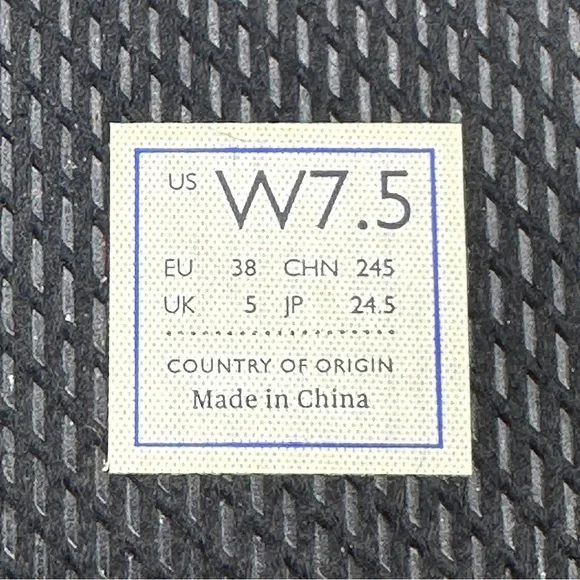 US W7.5
EU 38 CHN 245
UK 5 JP 24.5
COUNTRY OF ORIGIN
Made in China